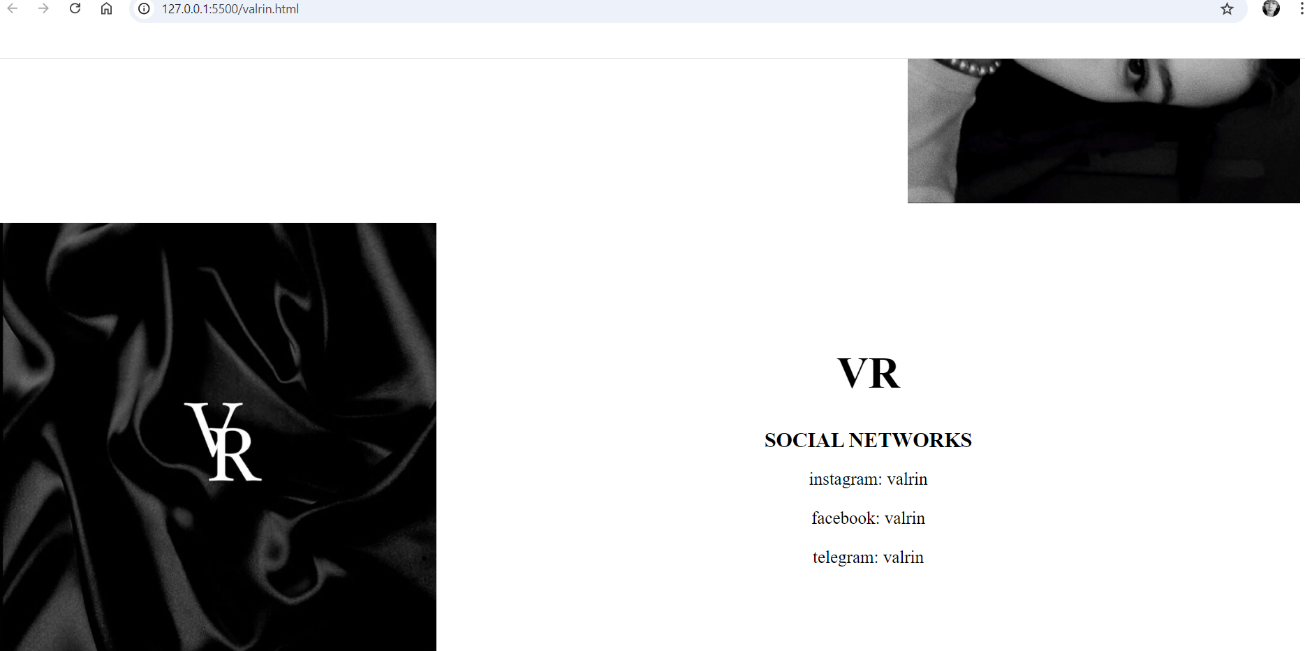 127.0.0.1:5500/valrin.html
VR
VR
SOCIAL NETWORKS
instagram: valrin
facebook: valrin
telegram: valrin